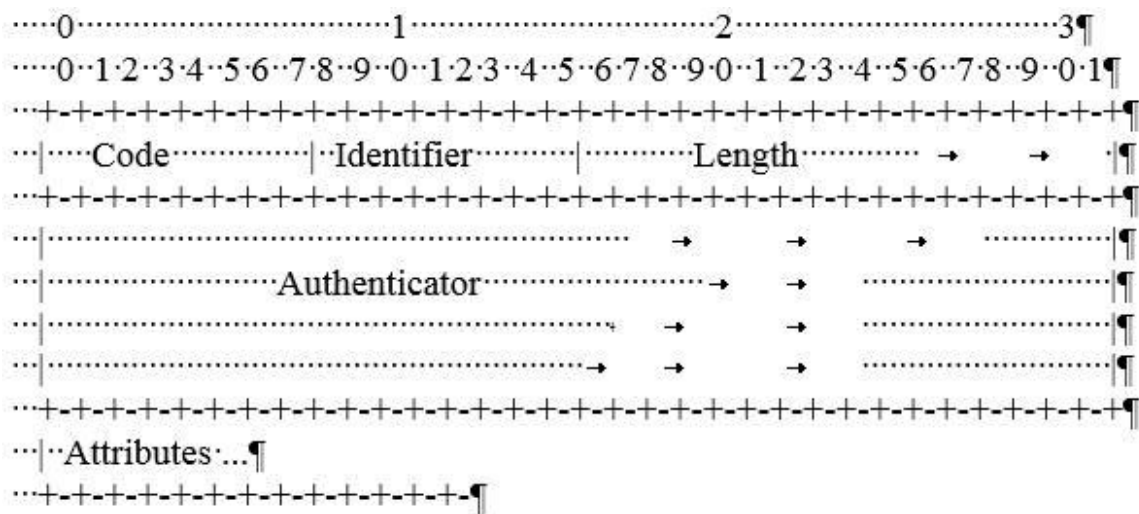 0 1 2 3¶
0 1 2 3 4 5 6 7 8 9 0 1 2 3 4 5 6 7 8 9 0 1 2 3 4 5 6 7 8 9 0 1¶
+-+-+-+-+-+-+-+-+-+-+-+-+-+-+-+-+-+-+-+-+-+-+-+-+-+-+-+-+-+-+-+-+¶
| Code | Identifier | Length → → |¶
+-+-+-+-+-+-+-+-+-+-+-+-+-+-+-+-+-+-+-+-+-+-+-+-+-+-+-+-+-+-+-+-+¶
| → → → |¶
| Authenticator → → |¶
| → → |¶
| → → → |¶
+-+-+-+-+-+-+-+-+-+-+-+-+-+-+-+-+-+-+-+-+-+-+-+-+-+-+-+-+-+-+-+-+¶
| Attributes ...¶
+-+-+-+-+-+-+-+-+-+-+-+-+-¶